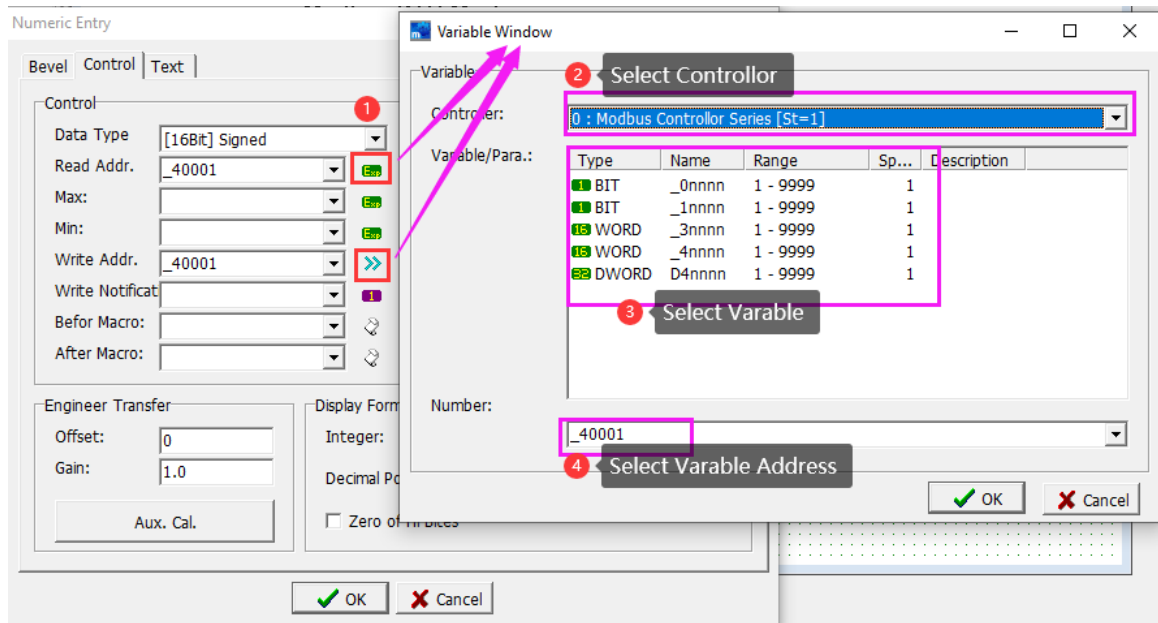 Numeric Entry
Bevel Control Text
Control
1
Data Type [16Bit] Signed
Read Addr. _40001 Exp
Max: Exp
Min: Exp
Write Addr. _40001
Write Notificat 1
Befor Macro:
After Macro:
Engineer Transfer
Offset: 0
Gain: 1.0
Aux. Cal.
Display Form
Integer:
Decimal Po
OK Cancel
Variable Window
Variable
2 Select Controllor
Controller:
0 : Modbus Controllor Series [St=1]
Variable/Para.:
Type Name Range Sp... Description
1 BIT _0nnnn 1 - 9999 1
1 BIT _1nnnn 1 - 9999 1
16 WORD _3nnnn 1 - 9999 1
16 WORD _4nnnn 1 - 9999 1
32 DWORD D4nnnn 1 - 9999 1
3 Select Varable
Number:
_40001
4 Select Varable Address
OK Cancel
Zero of